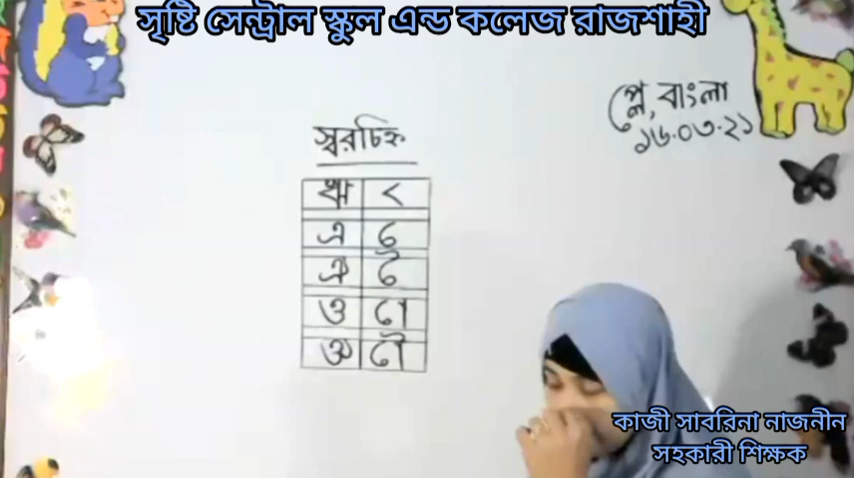 সৃষ্টি সেন্ট্রাল স্কুল এন্ড কলেজ রাজশাহী
প্লে, বাংলা
১৬.০৩.২১
স্বরচিহ্ন
ঋ ৃ
এ ে
ঐ ৈ
ও ো
ঔ ৌ
কাজী সাবরিনা নাজনীন
সহকারী শিক্ষক